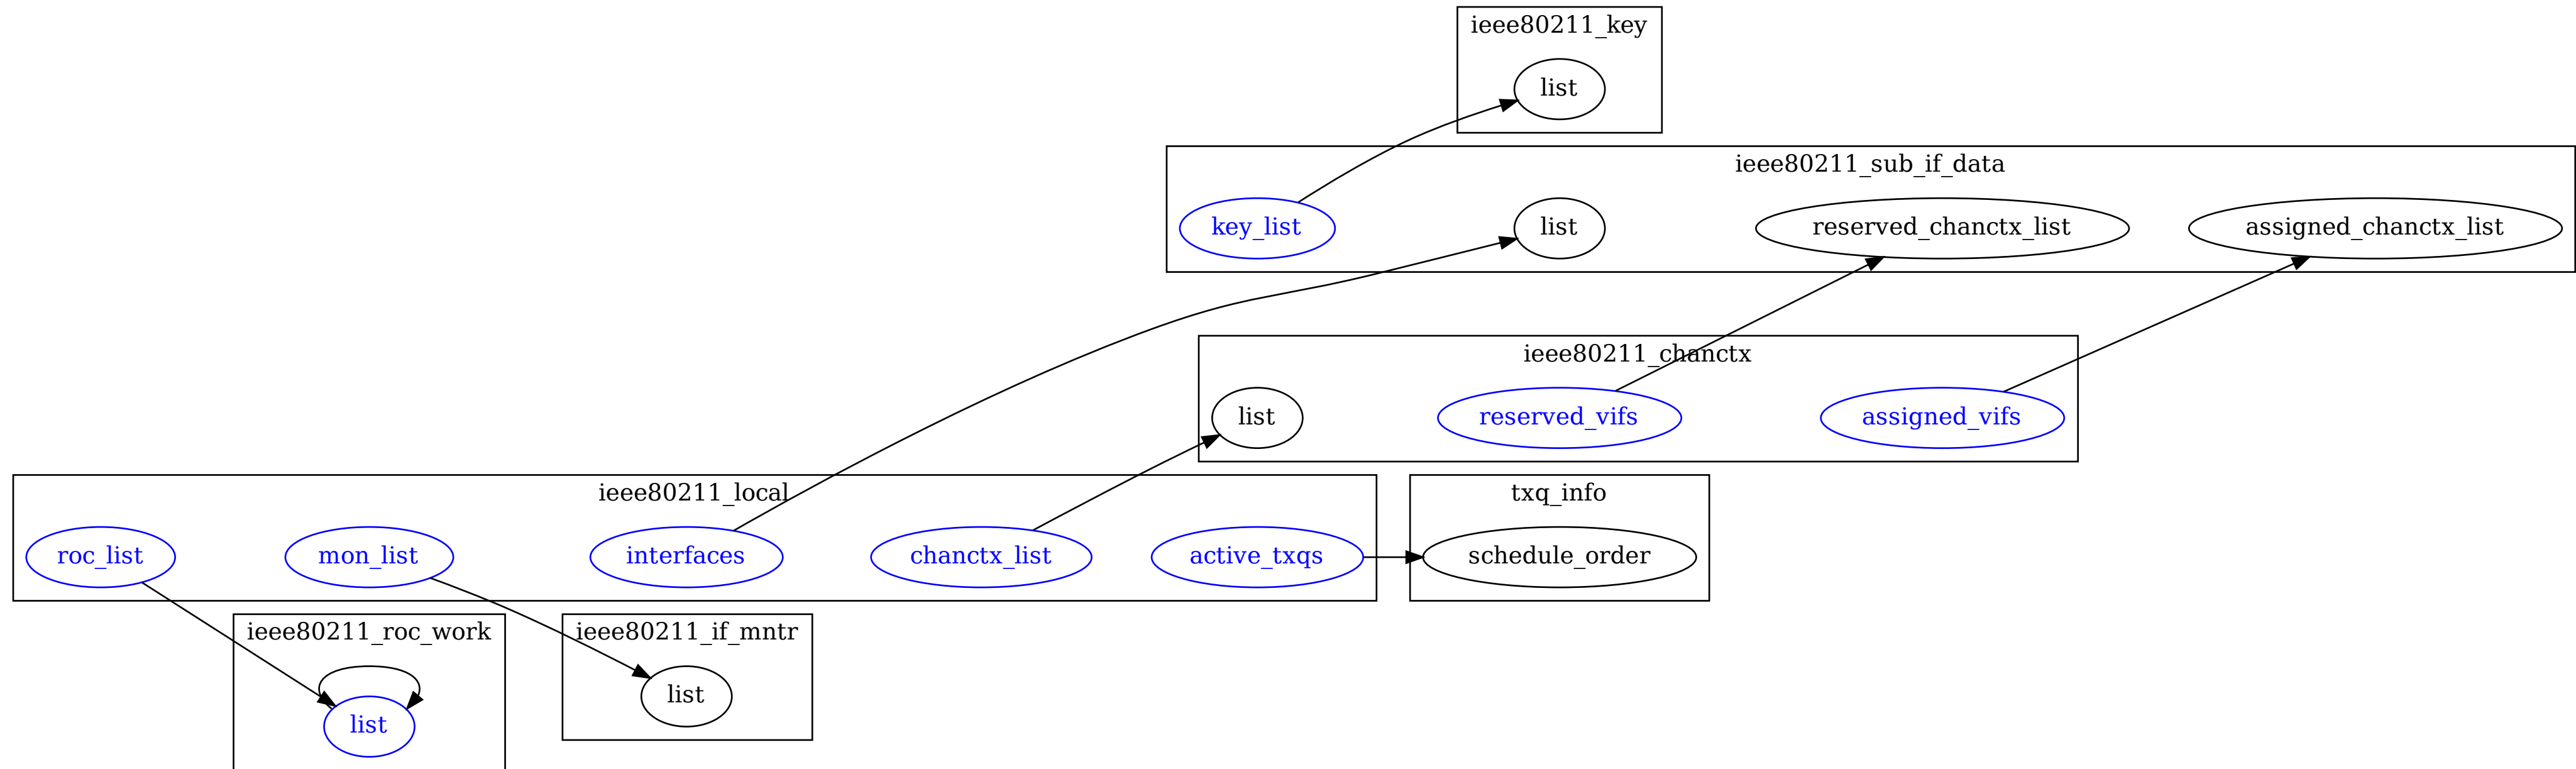 ieee80211_key
list
ieee80211_sub_if_data
key_list
list
reserved_chanctx_list
assigned_chanctx_list
ieee80211_chanctx
list
reserved_vifs
assigned_vifs
ieee80211_local
roc_list
mon_list
interfaces
chanctx_list
active_txqs
txq_info
schedule_order
ieee80211_roc_work
list
ieee80211_if_mntr
list